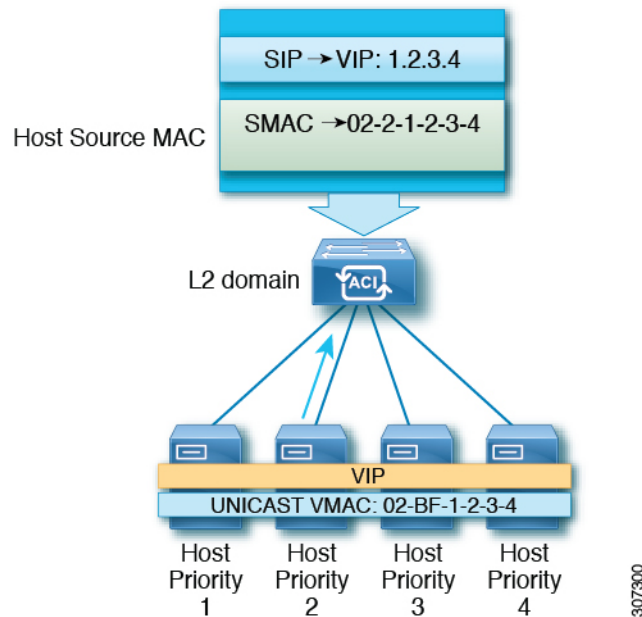 SIP → VIP: 1.2.3.4
SMAC → 02-2-1-2-3-4
Host Source MAC
L2 domain
ACI
VIP
UNICAST VMAC: 02-BF-1-2-3-4
Host Priority 1
Host Priority 2
Host Priority 3
Host Priority 4
307300